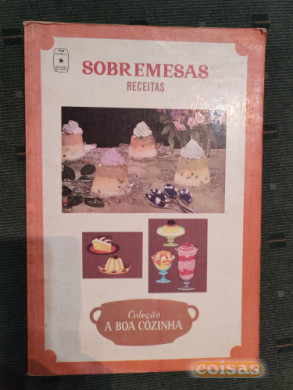 SOBREMESAS
RECEITAS
Coleção
A BOA COZINHA
coisas